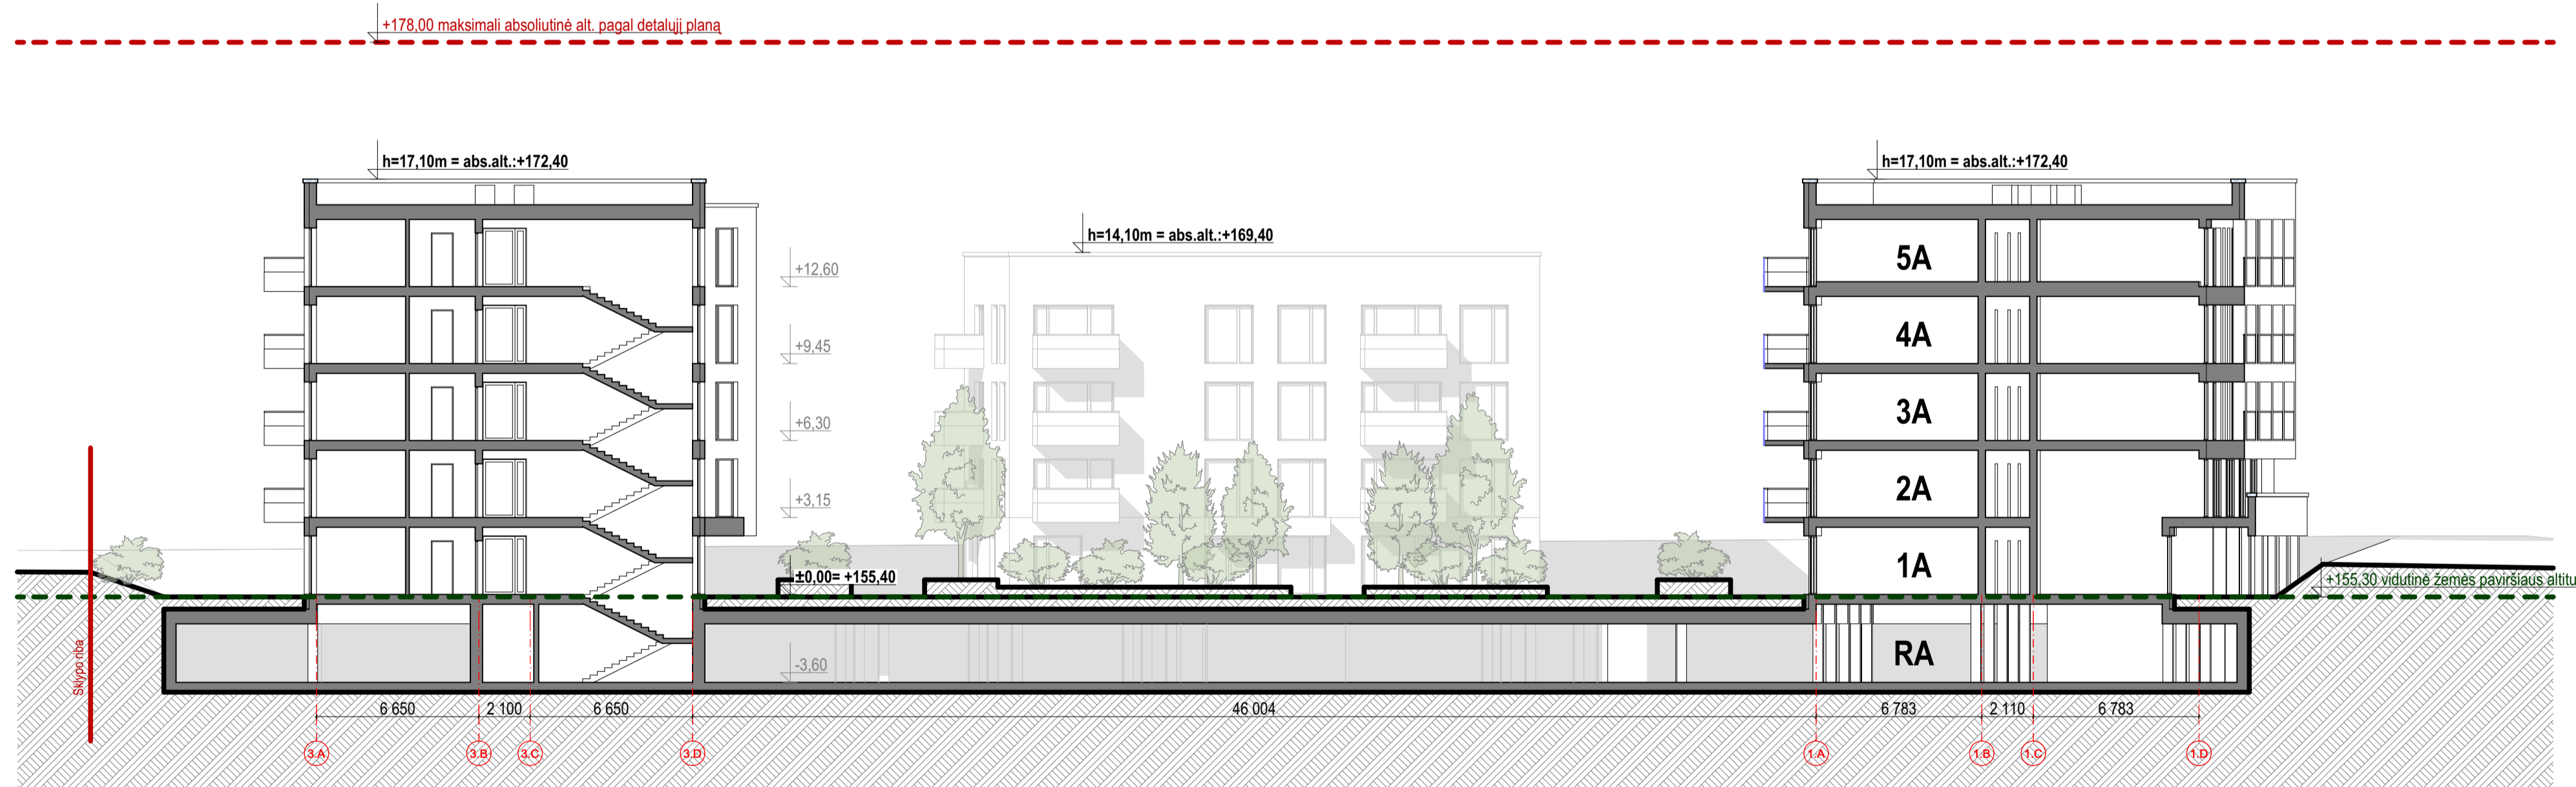 +178,00 maksimali absoliutinė alt. pagal detalųjį planą
h=17,10m = abs.alt.:+172,40
h=17,10m = abs.alt.:+172,40
h=14,10m = abs.alt.:+169,40
+12,60
5A
+9,45
4A
+6,30
3A
+3,15
2A
±0,00= +155,40
1A
+155,30 vidutinė žemės paviršiaus altitu
Sklypo riba
-3,60
RA
6 650
2 100
6 650
46 004
6 783
2 110
6 783
3.A
3.B
3.C
3.D
1.A
1.B
1.C
1.D